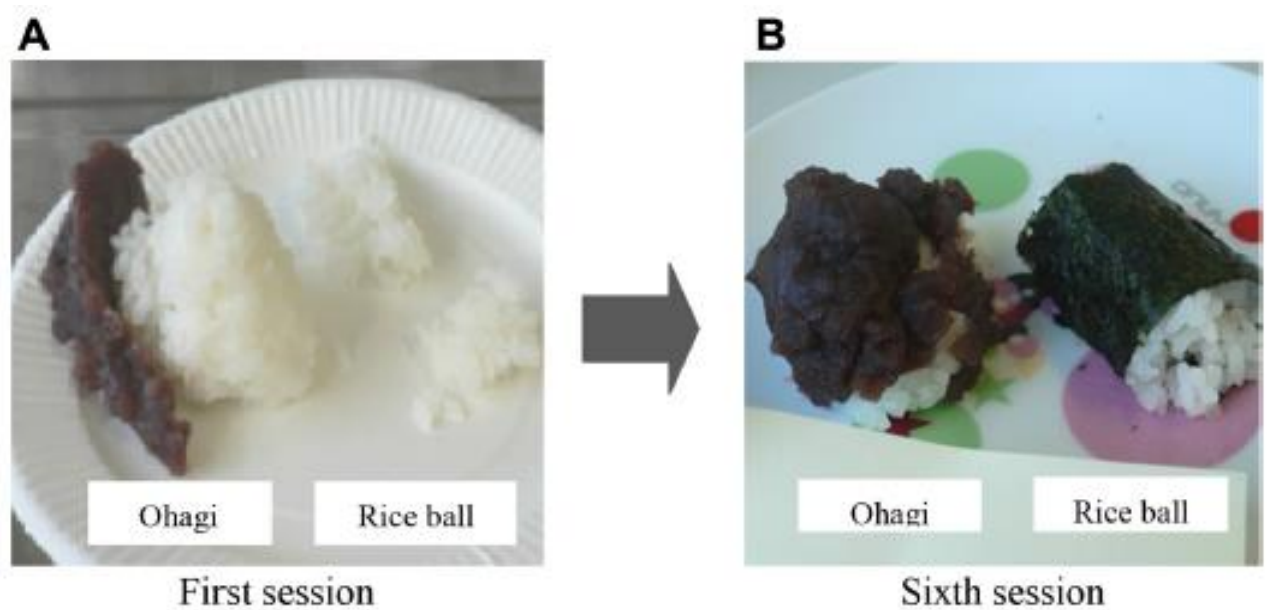 A
B
Ohagi
Rice ball
Ohagi
Rice ball
First session
Sixth session